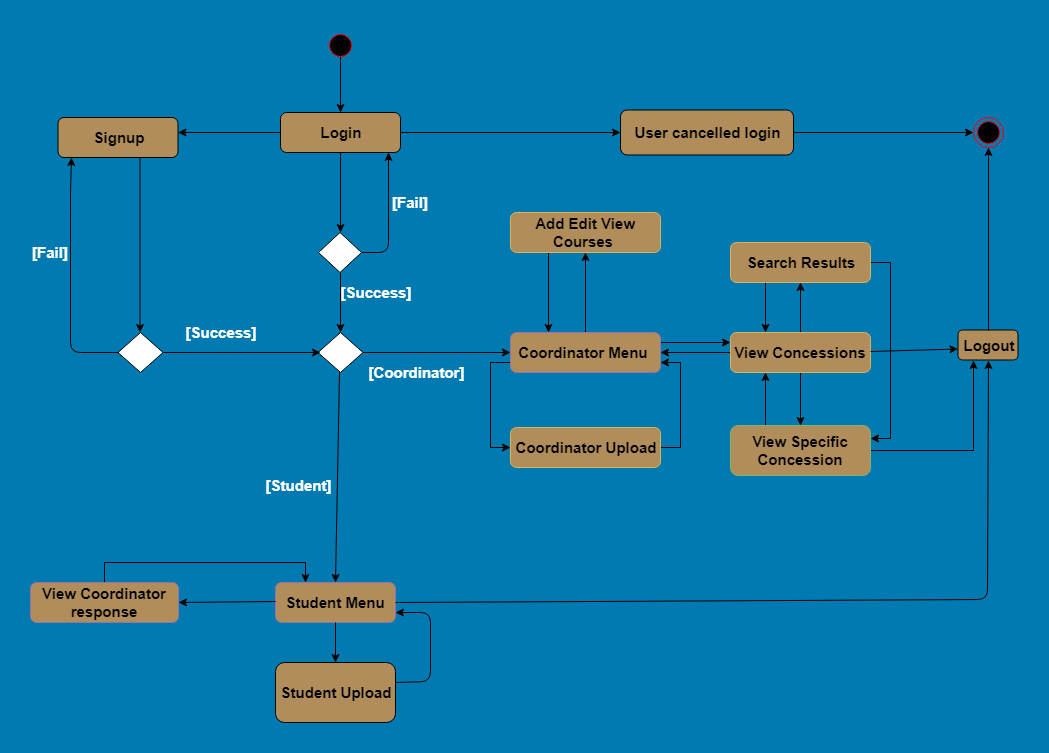 Signup
Login
User cancelled login
[Fail]
[Fail]
Add Edit View
Courses
Search Results
[Success]
[Success]
Coordinator Menu
View Concessions
Logout
[Coordinator]
Coordinator Upload
View Specific
Concession
[Student]
View Coordinator
response
Student Menu
Student Upload